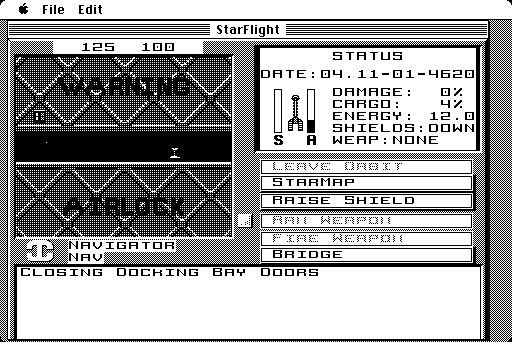 File Edit
StarFlight
125 100
WARNING
AIRLOCK
NAVIGATOR
NAV
STATUS
DATE:04.11-01-4620
DAMAGE: 0%
CARGO: 4%
ENERGY: 12.0
SHIELDS:DOWN
WEAP:NONE
S A
LEAVE ORBIT
STARMAP
RAISE SHIELD
ARM WEAPON
FIRE WEAPON
BRIDGE
CLOSING DOCKING BAY DOORS